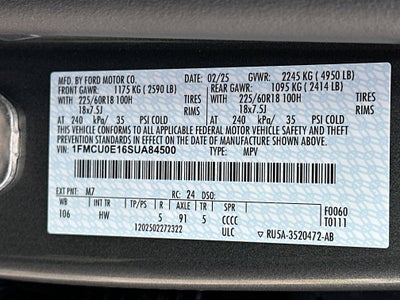 MFD. BY FORD MOTOR CO. 02/25 GVWR: 2245 KG ( 4950 LB)
FRONT GAWR: 1175 KG (2590 LB) REAR GAWR: 1095 KG (2414 LB)
WITH 225/60R18 100H TIRES WITH 225/60R18 100H TIRES
18x7.5J RIMS 18x7.5J RIMS
AT 240 kPa/ 35 PSI COLD AT 240 kPa/ 35 PSI COLD
THIS VEHICLE CONFORMS TO ALL APPLICABLE FEDERAL MOTOR VEHICLE SAFETY AND THEFT
PREVENTION STANDARDS IN EFFECT ON THE DATE OF MANUFACTURE SHOWN ABOVE.
VIN: 1FMCU0E16SUA84500 TYPE: MPV
EXT PNT: M7 RC: 24 DSO:
WB INT TR TP/PS R AXLE TR SPR F0060
106 HW 5 91 5 CCCC T0111
1202502272322 ULC RU5A-3520472-AB